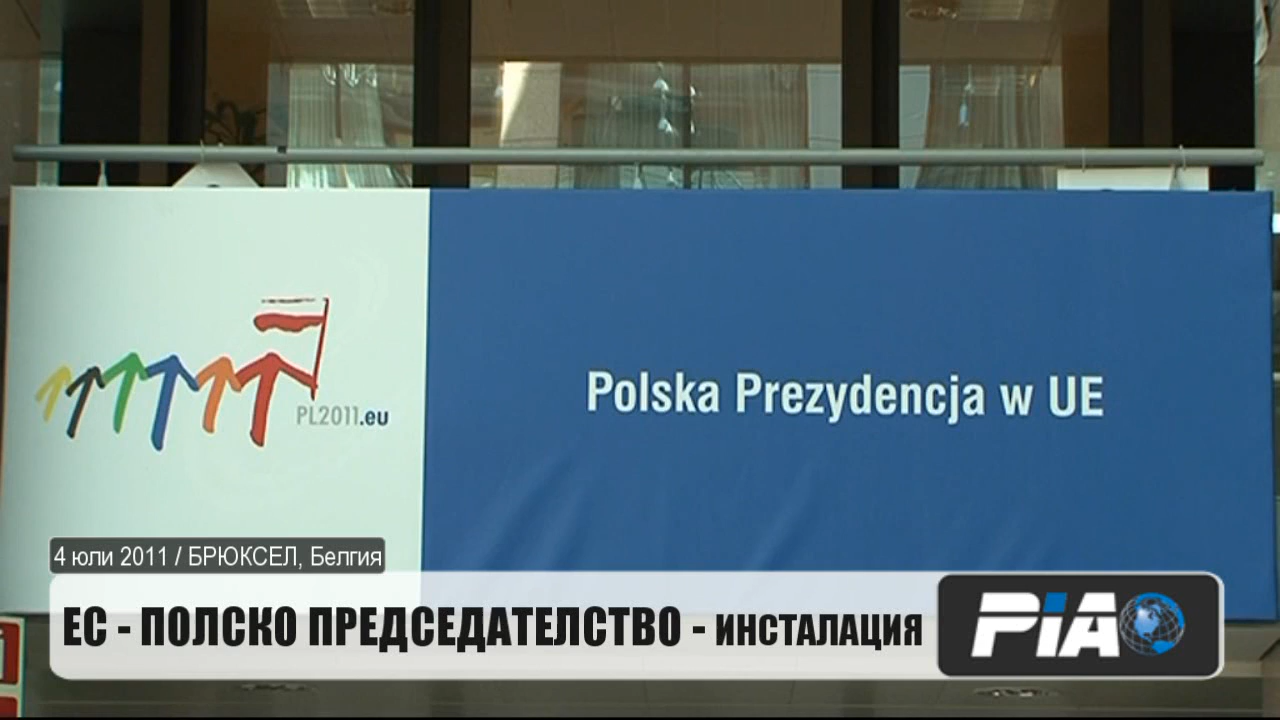 PL2011.eu
Polska Prezydencja w UE
4 юли 2011 / БРЮКСЕЛ, Белгия
ЕС - ПОЛСКО ПРЕДСЕДАТЕЛСТВО - ИНСТАЛАЦИЯ
PiA